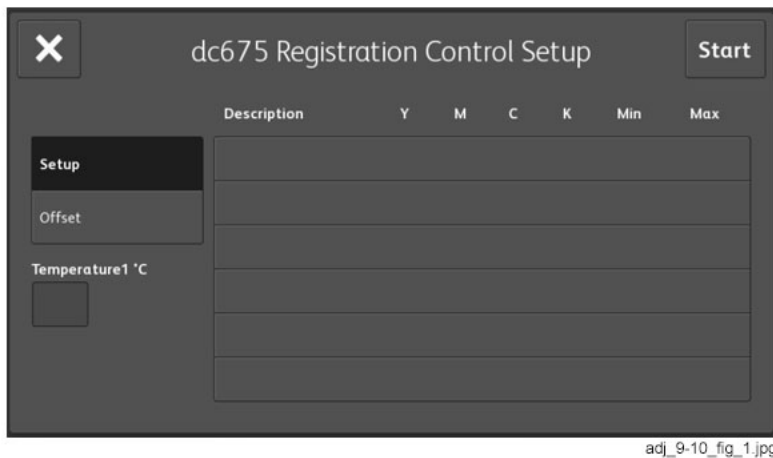 dc675 Registration Control Setup
Start
Description Y M C K Min Max
Setup
Offset
Temperature1 °C
adj_9-10_fig_1.jpg